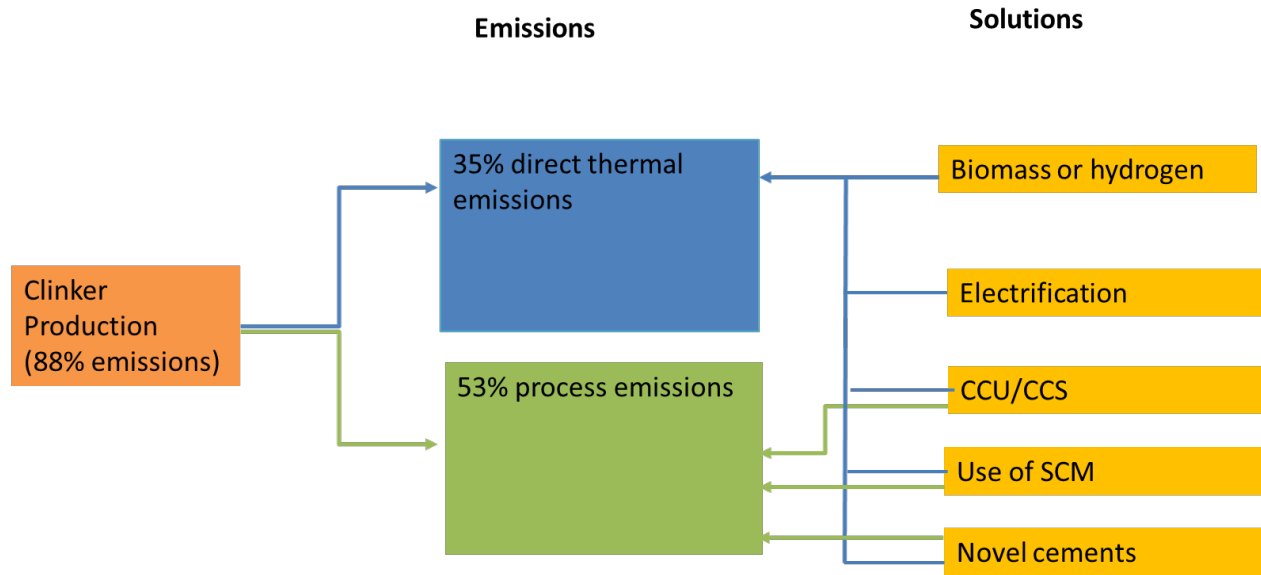 Emissions
Solutions
35% direct thermal
emissions
Biomass or hydrogen
Clinker
Production
(88% emissions)
Electrification
53% process emissions
CCU/CCS
Use of SCM
Novel cements